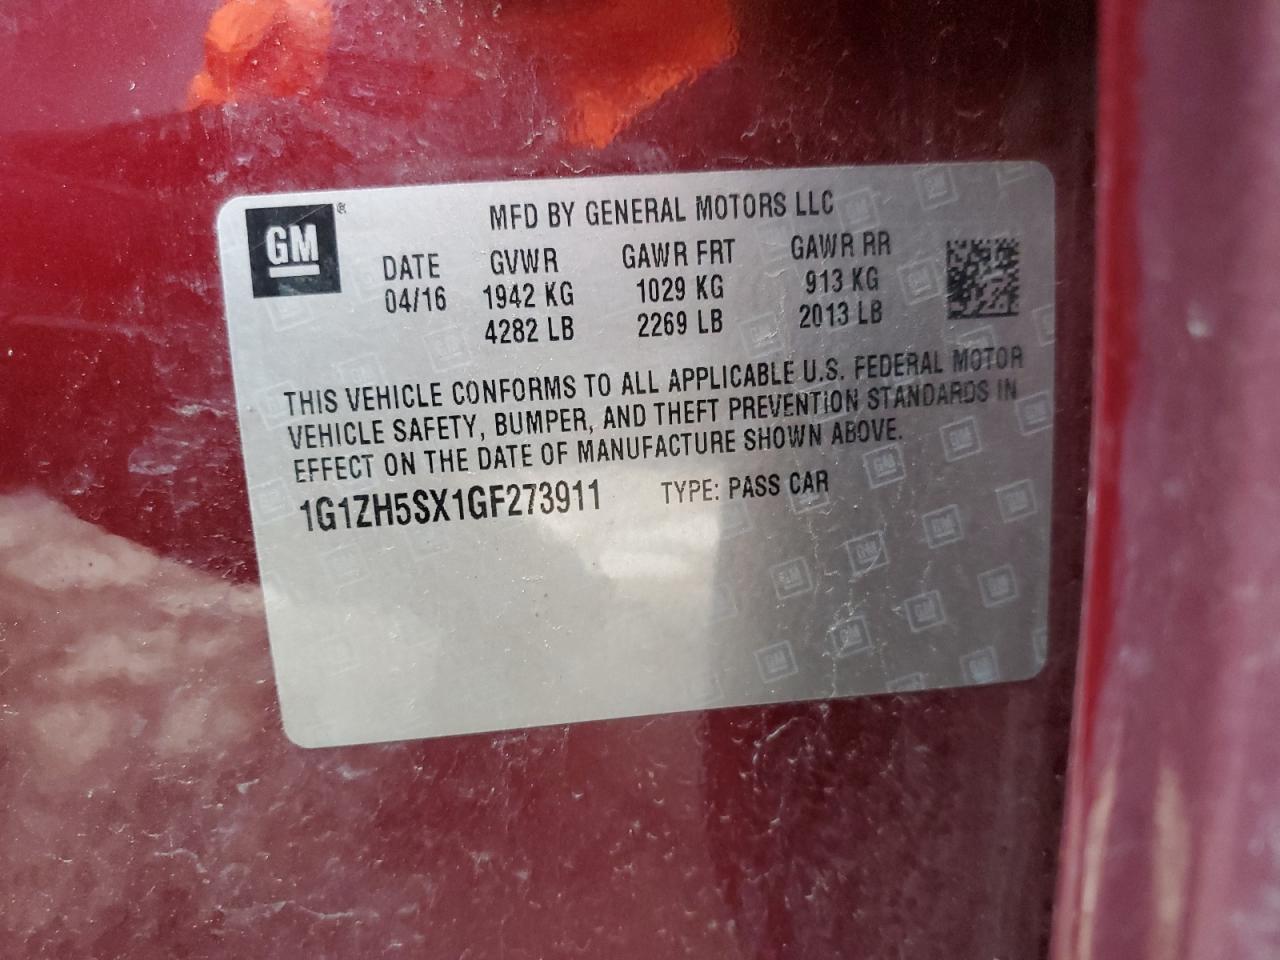 GM ®
MFD BY GENERAL MOTORS LLC
DATE GVWR GAWR FRT GAWR RR
04/16 1942 KG 1029 KG 913 KG
4282 LB 2269 LB 2013 LB
THIS VEHICLE CONFORMS TO ALL APPLICABLE U.S. FEDERAL MOTOR
VEHICLE SAFETY, BUMPER, AND THEFT PREVENTION STANDARDS IN
EFFECT ON THE DATE OF MANUFACTURE SHOWN ABOVE.
1G1ZH5SX1GF273911 TYPE: PASS CAR